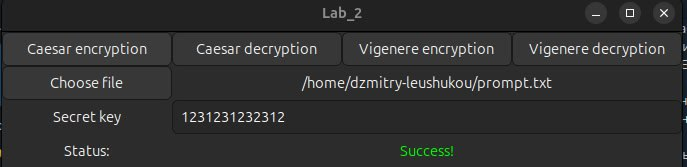 Lab_2
Caesar encryption Caesar decryption Vigenere encryption Vigenere decryption
Choose file /home/dzmitry-leushukou/prompt.txt
Secret key 1231231232312
Status: Success!